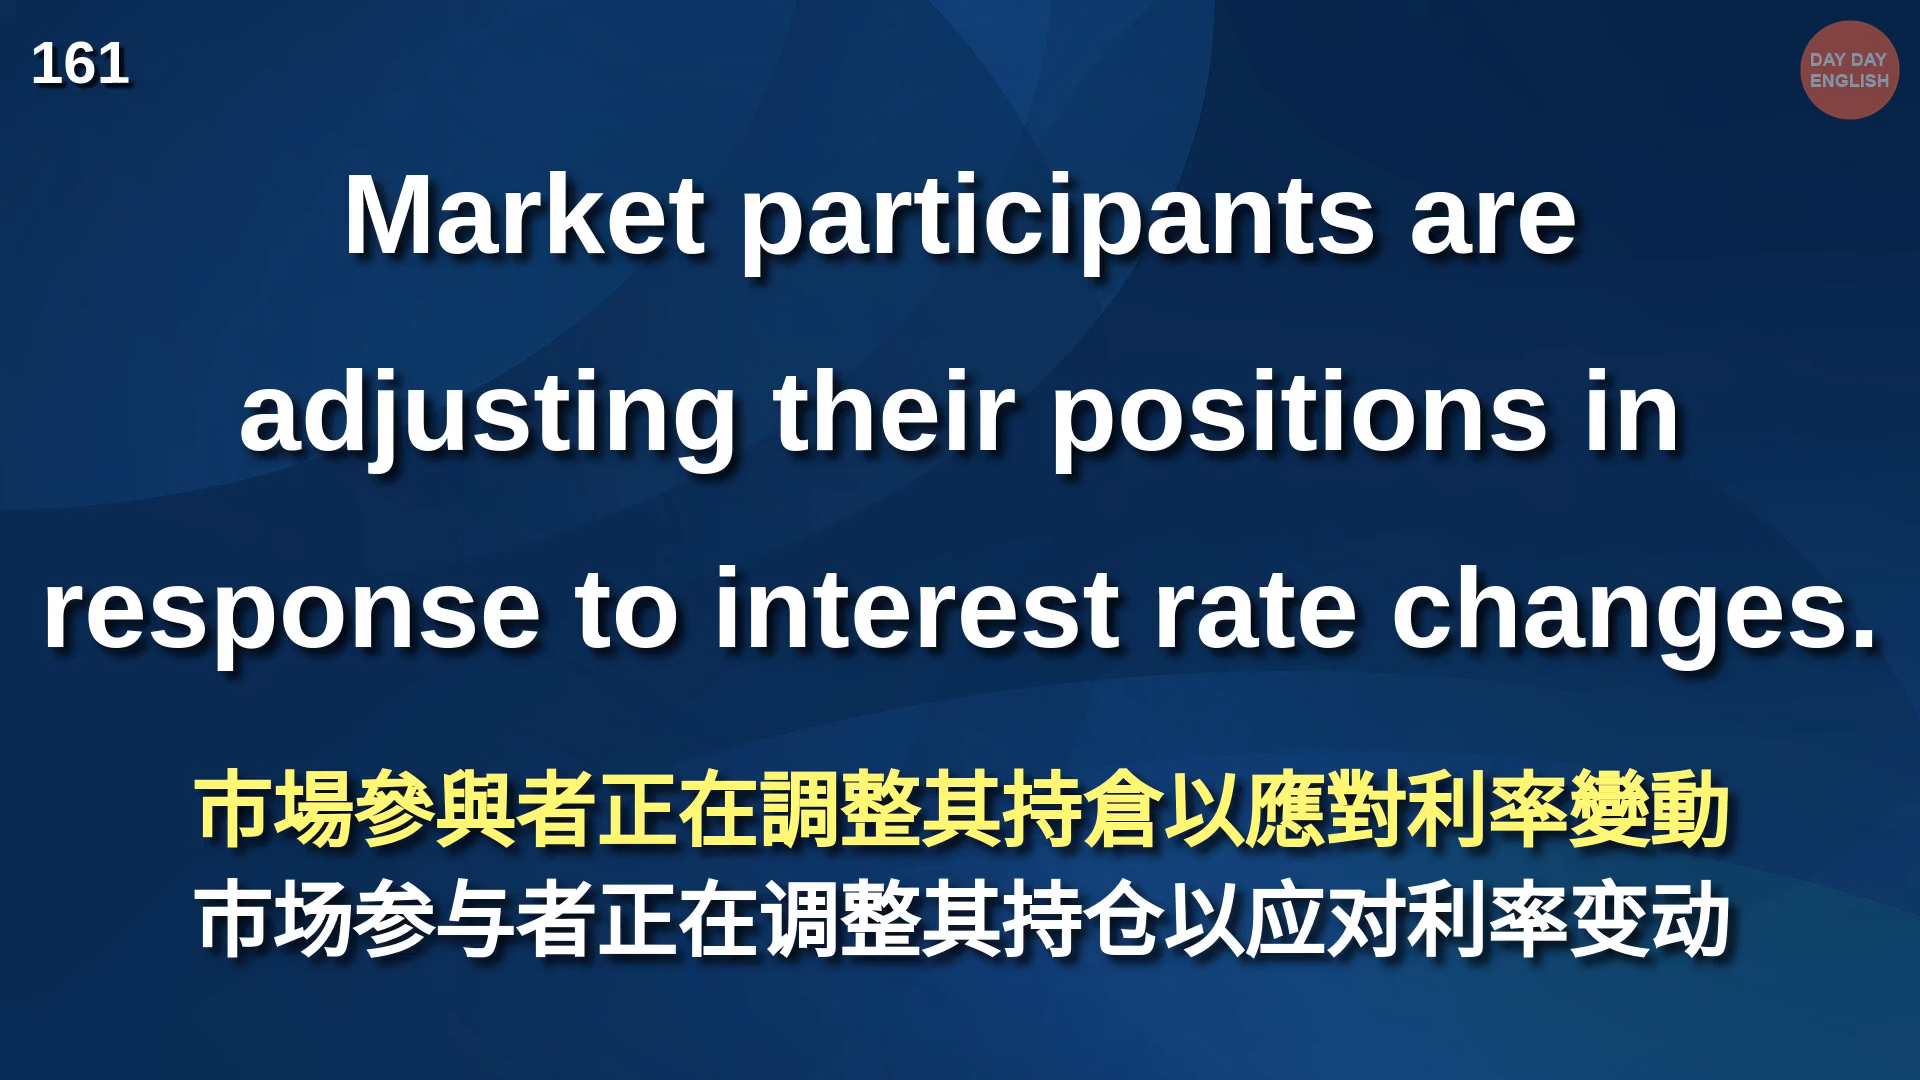 161
DAY DAY
ENGLISH
Market participants are
adjusting their positions in
response to interest rate changes.
市場參與者正在調整其持倉以應對利率變動
市场参与者正在调整其持仓以应对利率变动